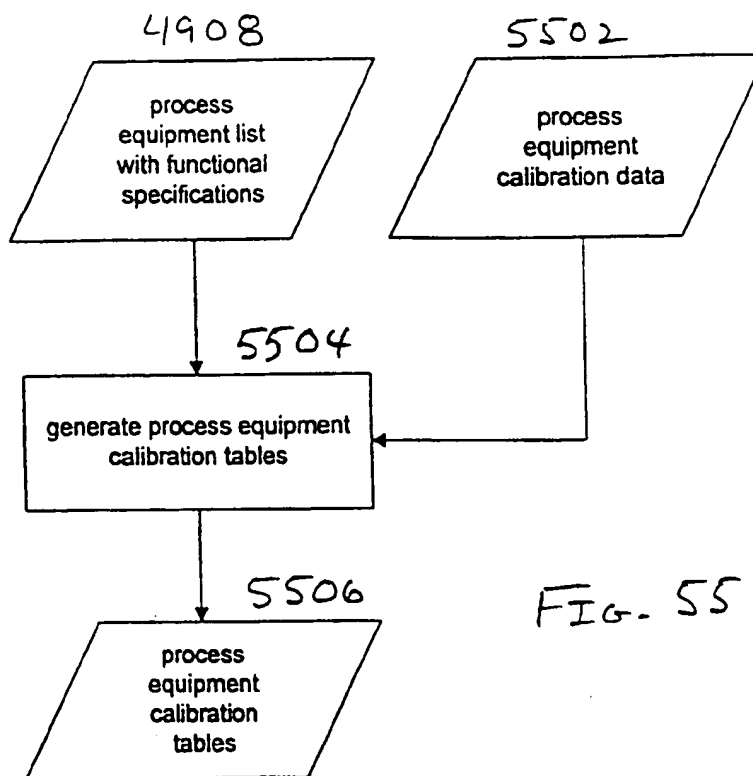 4908
process
equipment list
with functional
specifications
5502
process
equipment
calibration data
5504
generate process equipment
calibration tables
5506
process
equipment
calibration
tables
FIG. 55